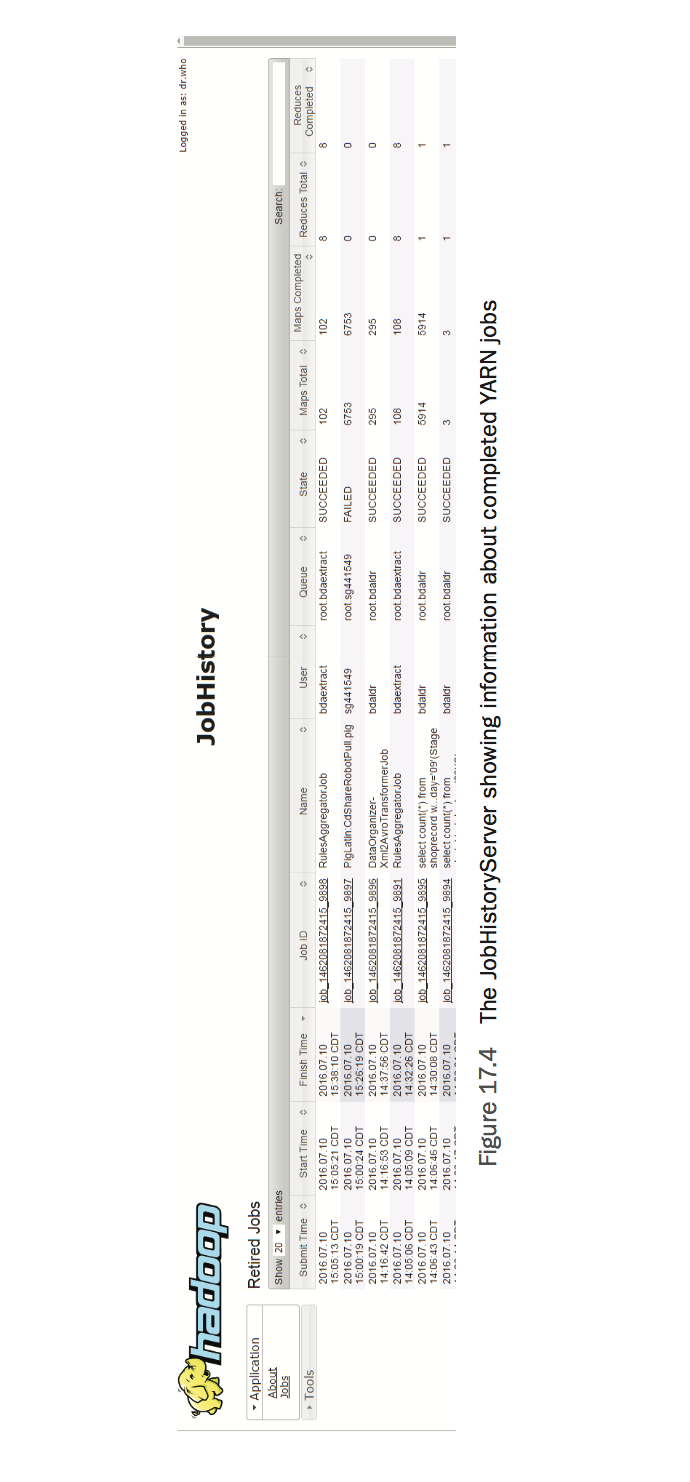 Logged in as: dr.who
hadoop
JobHistory
Application
About
Jobs
Tools
Retired Jobs
Show 20 entries
Search:
Submit Time Start Time Finish Time Job ID Name User Queue State Maps Total Maps Completed Reduces Total Reduces Completed
2016.07.10 15:05:13 CDT 2016.07.10 15:05:21 CDT 2016.07.10 15:38:10 CDT job_1462081872415_9898 RulesAggregatorJob bdaextract root.bdaextract SUCCEEDED 102 102 8 8
2016.07.10 15:00:19 CDT 2016.07.10 15:00:24 CDT 2016.07.10 15:26:19 CDT job_1462081872415_9897 PigLatin:CdShareRobotPull.pig sg441549 root.sg441549 FAILED 6753 6753 0 0
2016.07.10 14:16:42 CDT 2016.07.10 14:16:53 CDT 2016.07.10 14:37:56 CDT job_1462081872415_9896 DataOrganizer-Xml2AvroTransformerJob bdaldr root.bdaldr SUCCEEDED 295 295 0 0
2016.07.10 14:05:06 CDT 2016.07.10 14:05:09 CDT 2016.07.10 14:32:26 CDT job_1462081872415_9891 RulesAggregatorJob bdaextract root.bdaextract SUCCEEDED 108 108 8 8
2016.07.10 14:06:43 CDT 2016.07.10 14:06:46 CDT 2016.07.10 14:30:08 CDT job_1462081872415_9895 select count(*) from shoprecord w...day='09'(Stage bdaldr root.bdaldr SUCCEEDED 5914 5914 1 1
2016.07.10 2016.07.10 2016.07.10 job_1462081872415_9894 select count(*) from bdaldr root.bdaldr SUCCEEDED 3 3 1 1
Figure 17.4 The JobHistoryServer showing information about completed YARN jobs